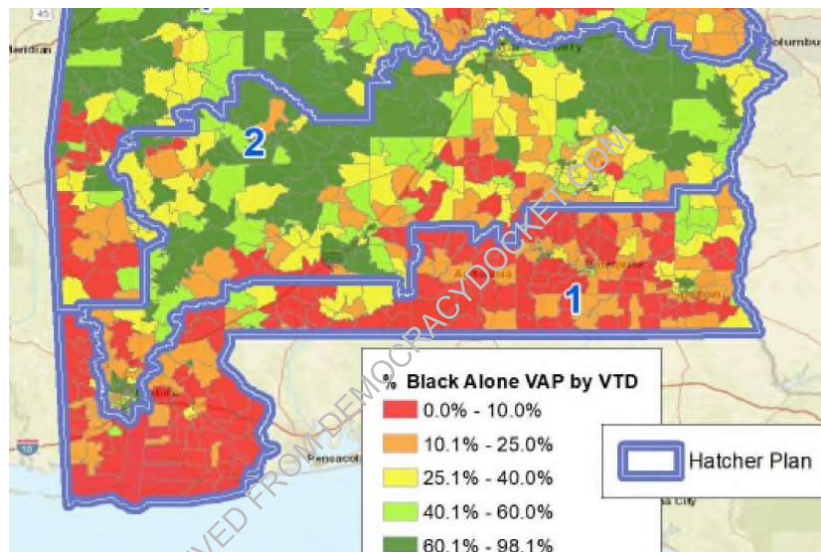 45
Meridian
Columbus
2
1
% Black Alone VAP by VTD
0.0% - 10.0%
10.1% - 25.0%
25.1% - 40.0%
40.1% - 60.0%
60.1% - 98.1%
Hatcher Plan
Pensacola
10
IVED FROM DEMOCRACYDOCKET.COM